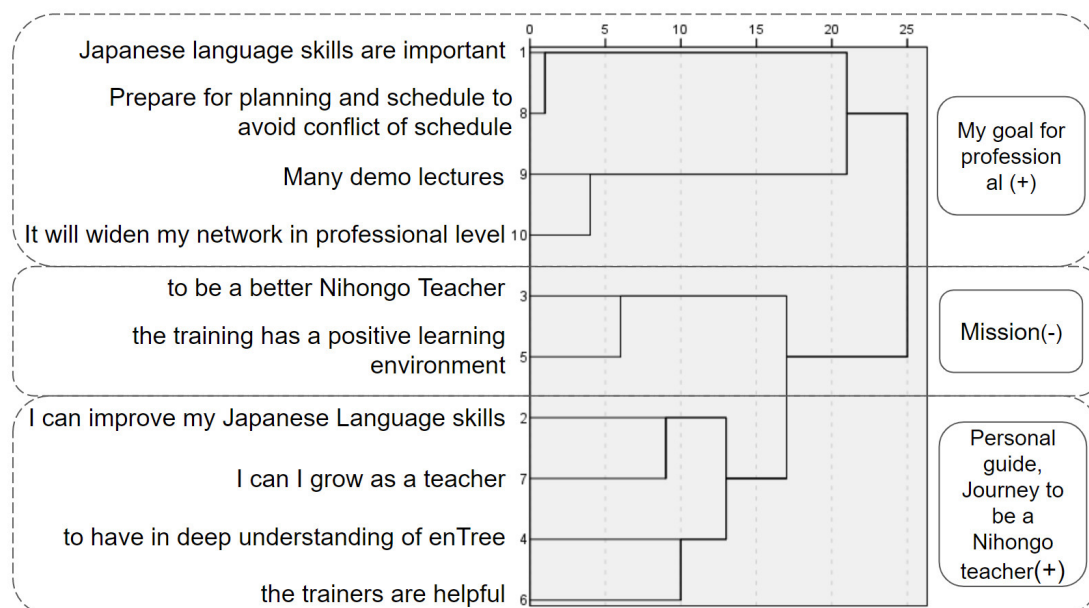 0 5 10 15 20 25
Japanese language skills are important 1
Prepare for planning and schedule to
avoid conflict of schedule 8
Many demo lectures 9
It will widen my network in professional level 10
My goal for
profession
al (+)
to be a better Nihongo Teacher 3
the training has a positive learning
environment 5
Mission(-)
I can improve my Japanese Language skills 2
I can I grow as a teacher 7
to have in deep understanding of enTree 4
the trainers are helpful 6
Personal
guide,
Journey to
be a
Nihongo
teacher(+)